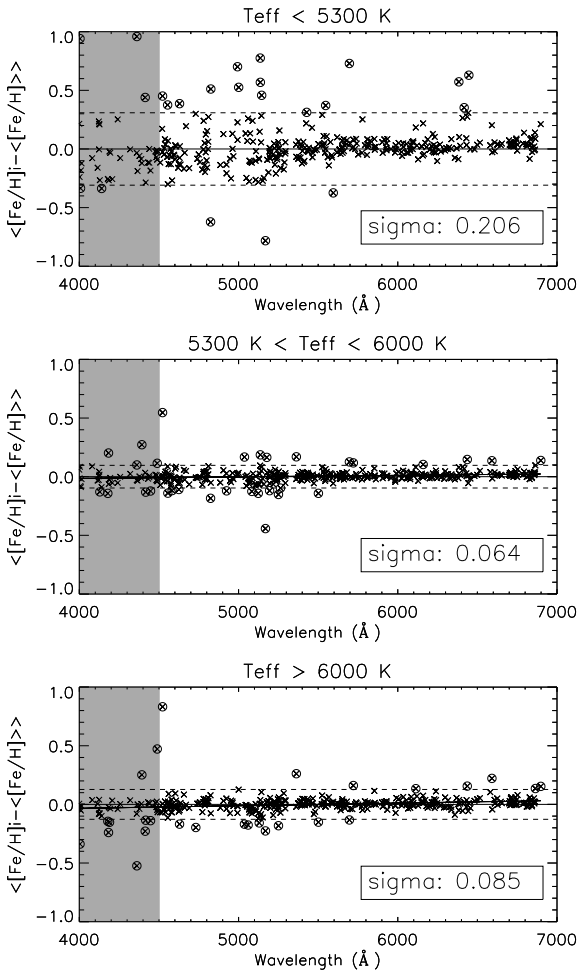 Teff < 5300 K
1.0
0.5
0.0
−0.5
−1.0
<[Fe/H]i−<[Fe/H]>>
sigma: 0.206
4000 5000 6000 7000
Wavelength (Å)
5300 K < Teff < 6000 K
1.0
0.5
0.0
−0.5
−1.0
<[Fe/H]i−<[Fe/H]>>
sigma: 0.064
4000 5000 6000 7000
Wavelength (Å)
Teff > 6000 K
1.0
0.5
0.0
−0.5
−1.0
<[Fe/H]i−<[Fe/H]>>
sigma: 0.085
4000 5000 6000 7000
Wavelength (Å)